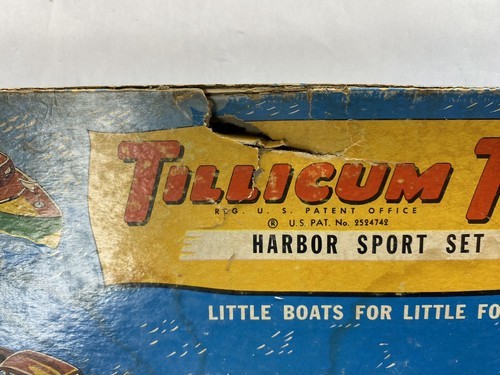 TILLICUM T
REG. U. S. PATENT OFFICE
® U.S. PAT. No. 2524742
HARBOR SPORT SET
LITTLE BOATS FOR LITTLE FO